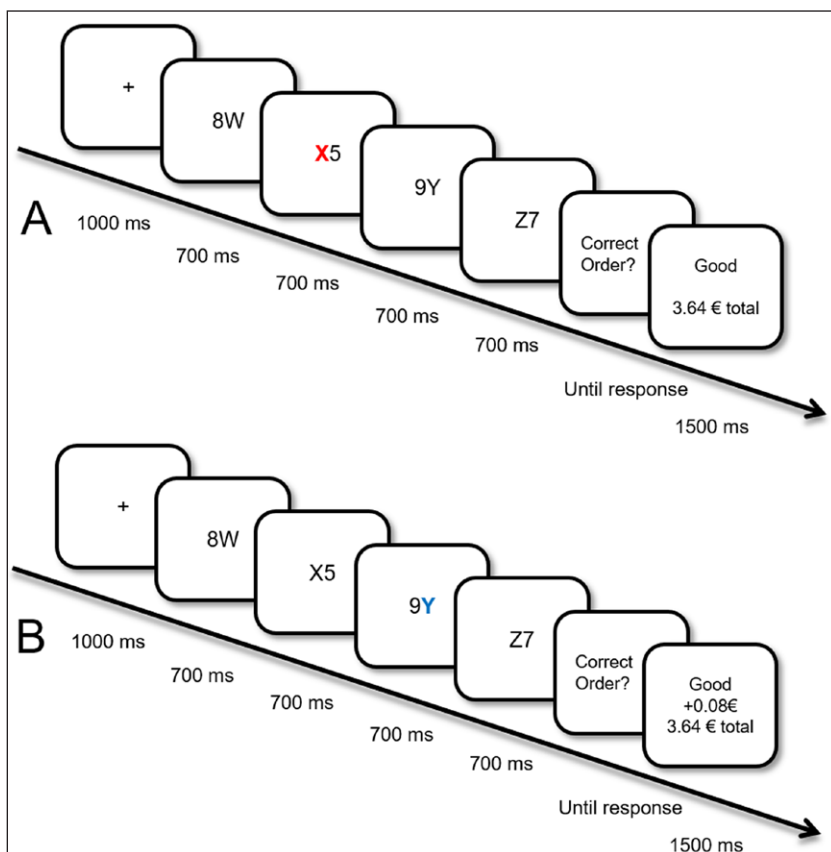 +
8W
X5
9Y
Z7
Correct
Order?
Good
3.64 € total
A
1000 ms
700 ms
700 ms
700 ms
700 ms
Until response
1500 ms
+
8W
X5
9Y
Z7
Correct
Order?
Good
+0.08€
3.64 € total
B
1000 ms
700 ms
700 ms
700 ms
700 ms
Until response
1500 ms